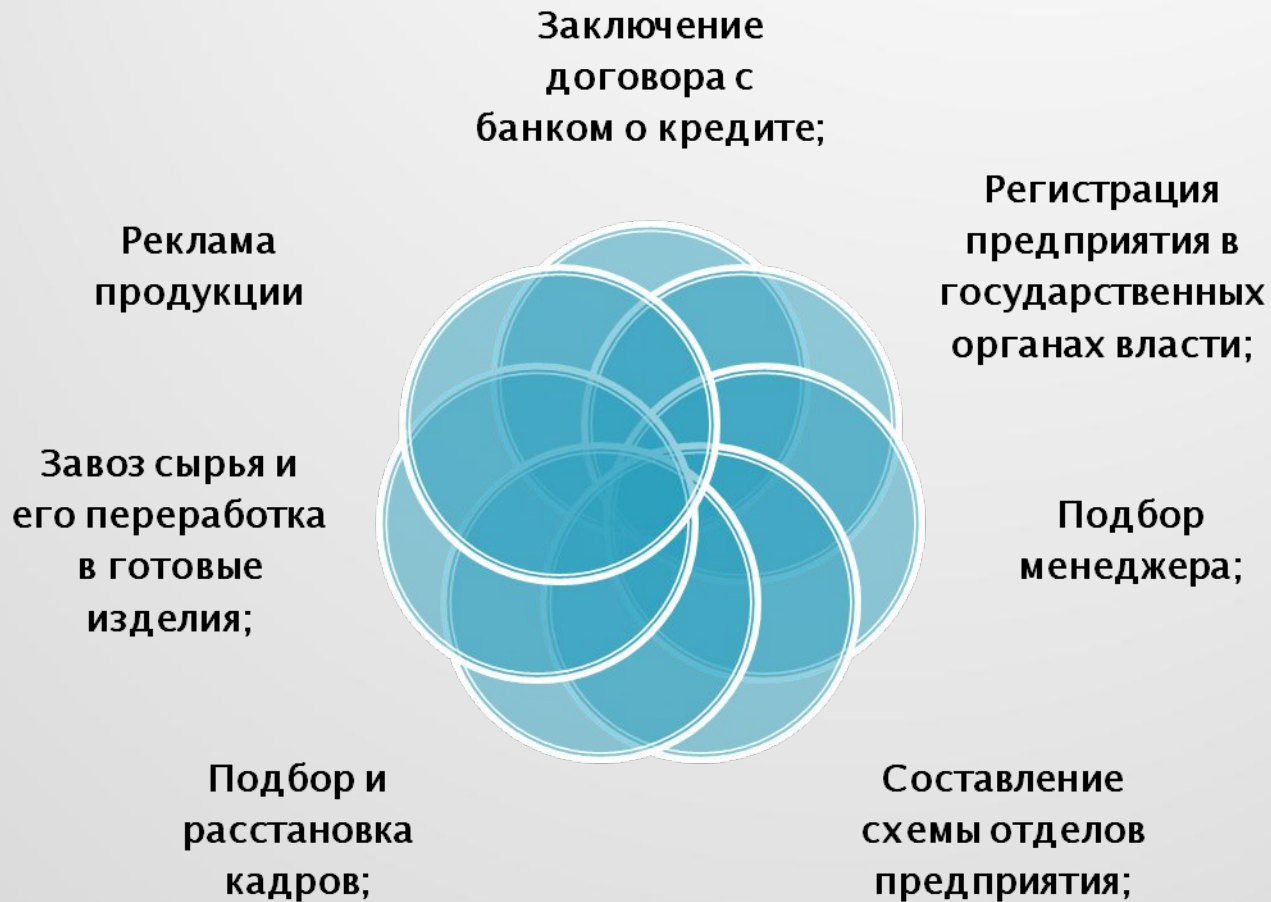 Заключение
договора с
банком о кредите;
Регистрация
предприятия в
государственных
органах власти;
Подбор
менеджера;
Составление
схемы отделов
предприятия;
Подбор и
расстановка
кадров;
Завоз сырья и
его переработка
в готовые
изделия;
Реклама
продукции